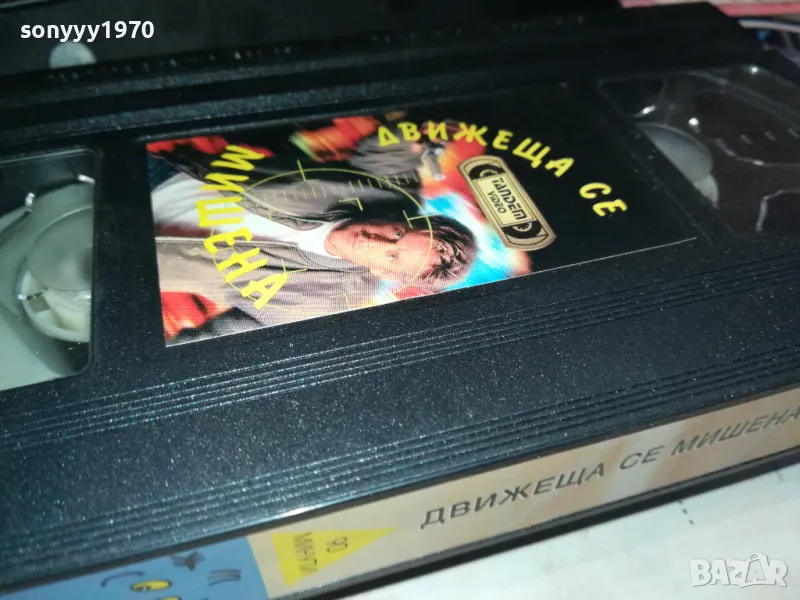 sonyyy1970
ДВИЖЕЩА СЕ
МИШЕНА
TANDEM
VIDEO
ДВИЖЕЩА СЕ МИШЕНА
90
МИНУТИ
BAZAR